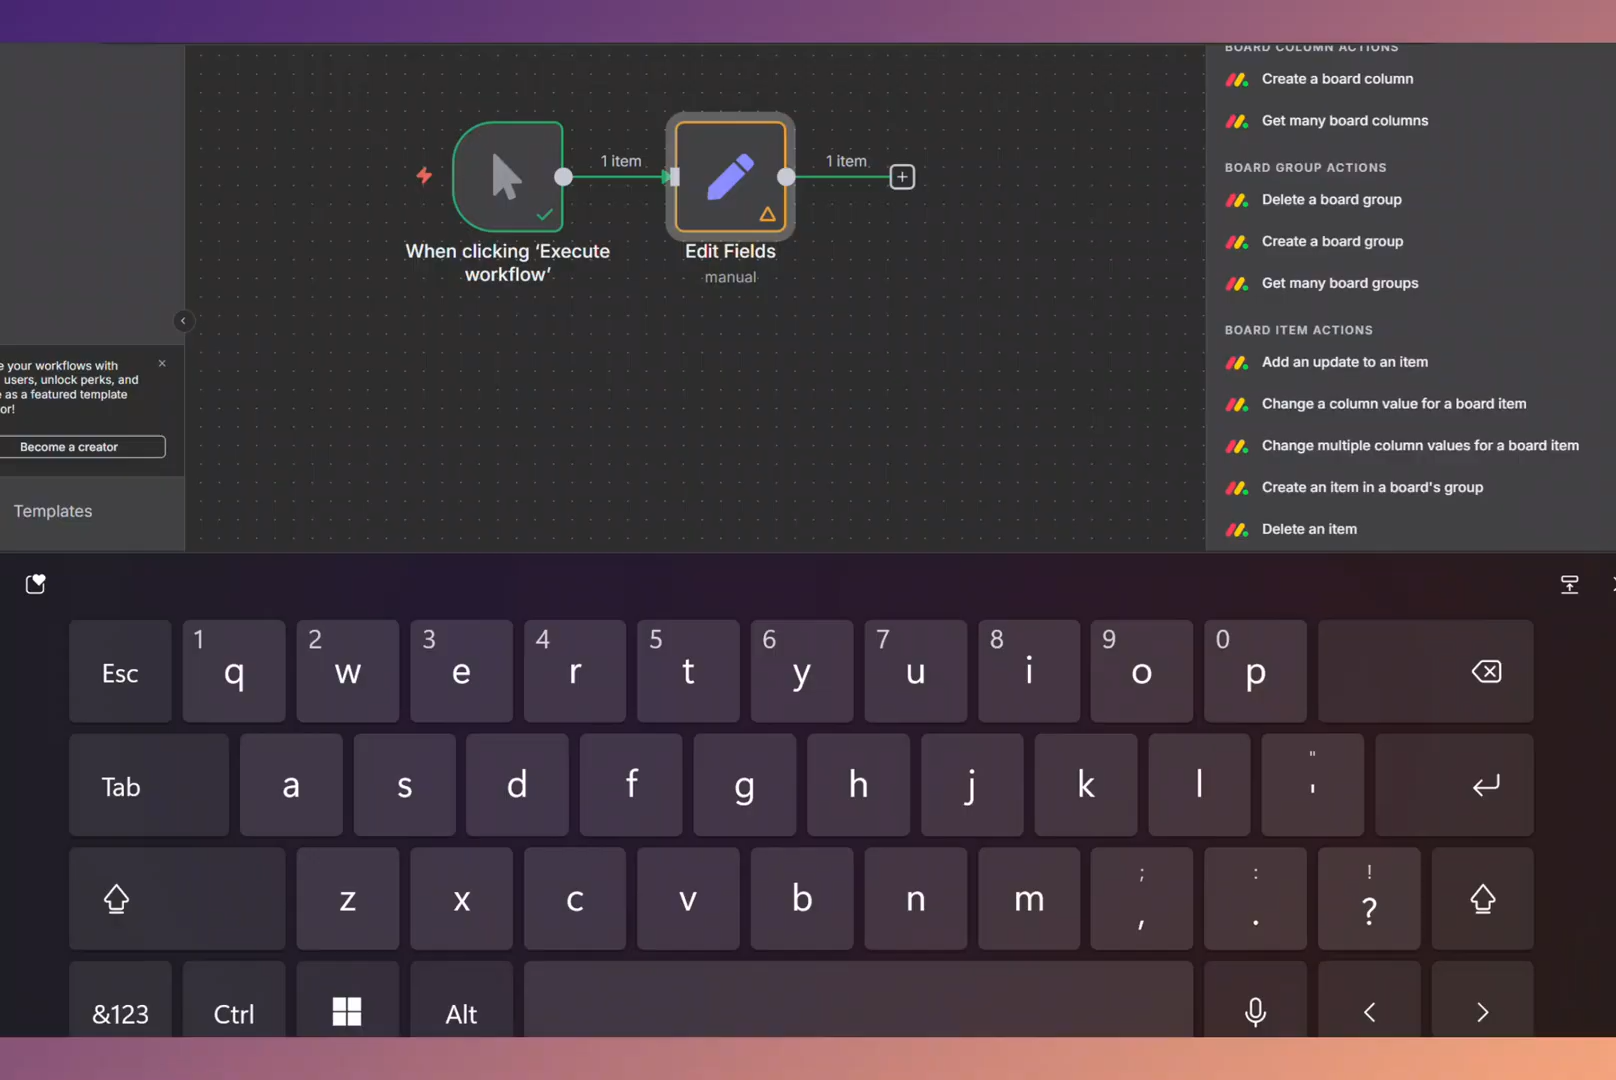 BOARD COLUMN ACTIONS
Create a board column
Get many board columns
BOARD GROUP ACTIONS
Delete a board group
Create a board group
Get many board groups
BOARD ITEM ACTIONS
Add an update to an item
Change a column value for a board item
Change multiple column values for a board item
Create an item in a board's group
Delete an item
1 item
1 item
When clicking ‘Execute
workflow’
Edit Fields
manual
e your workflows with
users, unlock perks, and
e as a featured template
or!
Become a creator
Templates
Esc 1 q 2 w 3 e 4 r 5 t 6 y 7 u 8 i 9 o 0 p
Tab a s d f g h j k l " '
z x c v b n m ; , : . ! ?
&123 Ctrl Alt < >